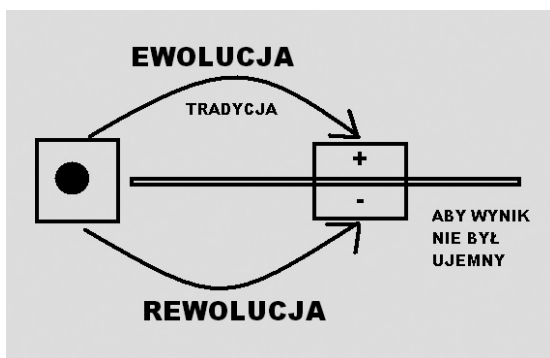 EWOLUCJA
TRADYCJA
+
-
ABY WYNIK
NIE BYŁ
UJEMNY
REWOLUCJA